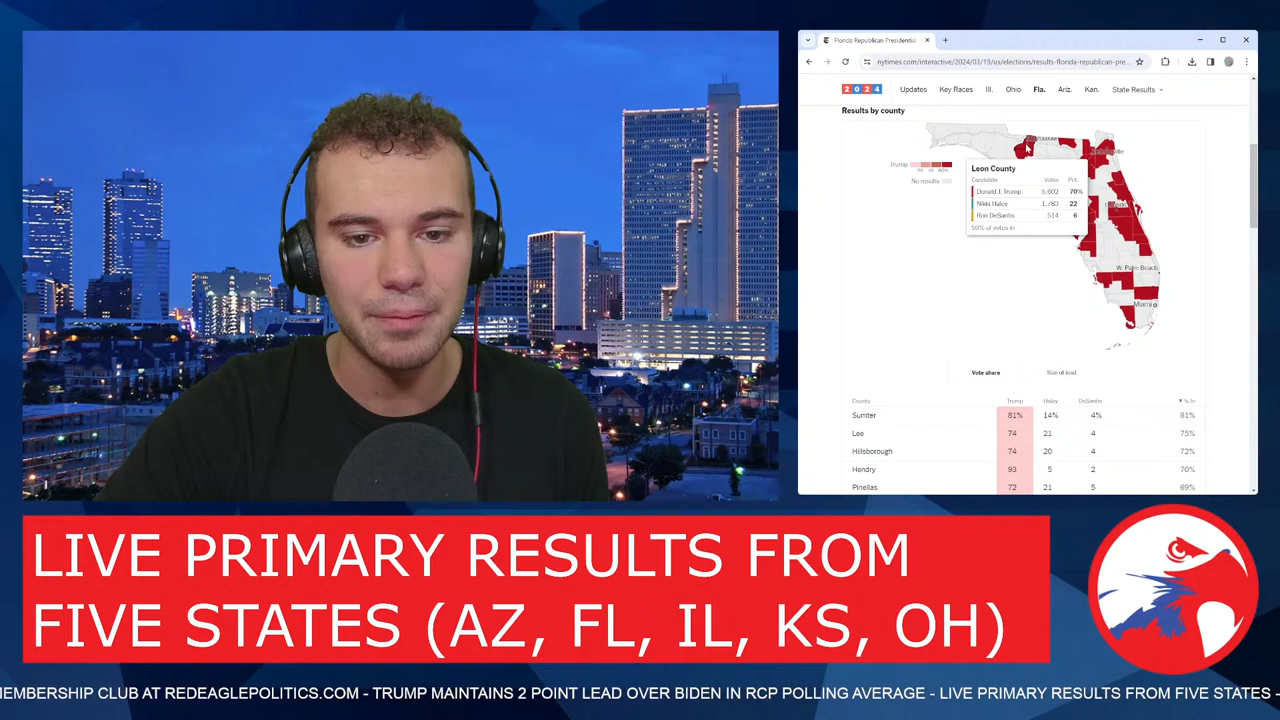 Florida Republican Presidential
nytimes.com/interactive/2024/03/19/us/elections/results-florida-republican-pre...
2024 Updates Key Races Ill. Ohio Fla. Ariz. Kan. State Results
Results by county
Trump
No results
Jacksonville
W. Palm Beach
Miami
Leon County
Candidate Votes Pct.
Donald J. Trump 5,602 70%
Nikki Haley 1,780 22
Ron DeSantis 514 6
Vote share Size of lead
County Trump Haley DeSantis % In
Sumter 81% 14% 4% 81%
Lee 74 21 4 75%
Hillsborough 74 20 4 72%
Hendry 93 5 2 70%
Pinellas 72 21 5 69%
LIVE PRIMARY RESULTS FROM
FIVE STATES (AZ, FL, IL, KS, OH)
MEMBERSHIP CLUB AT REDEAGLEPOLITICS.COM - TRUMP MAINTAINS 2 POINT LEAD OVER BIDEN IN RCP POLLING AVERAGE - LIVE PRIMARY RESULTS FROM FIVE STATES -